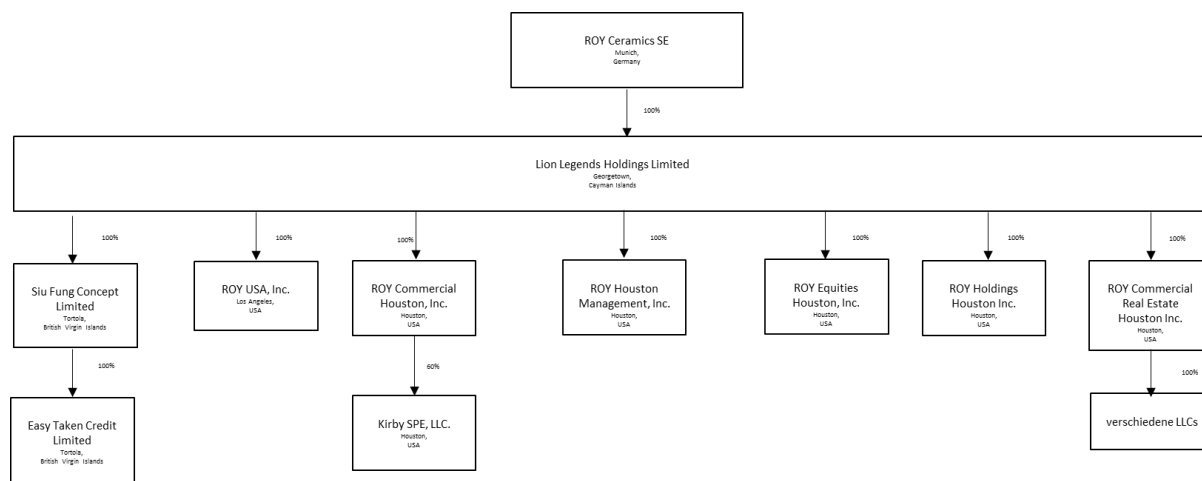 ROY Ceramics SE
Munich,
Germany
100%
Lion Legends Holdings Limited
Georgetown,
Cayman Islands
100%
100%
100%
100%
100%
100%
100%
Siu Fung Concept
Limited
Tortola,
British Virgin Islands
ROY USA, Inc.
Los Angeles,
USA
ROY Commercial
Houston, Inc.
Houston,
USA
ROY Houston
Management, Inc.
Houston,
USA
ROY Equities
Houston, Inc.
Houston,
USA
ROY Holdings
Houston Inc.
Houston,
USA
ROY Commercial
Real Estate
Houston Inc.
Houston,
USA
100%
60%
100%
Easy Taken Credit
Limited
Tortola,
British Virgin Islands
Kirby SPE, LLC.
Houston,
USA
verschiedene LLCs